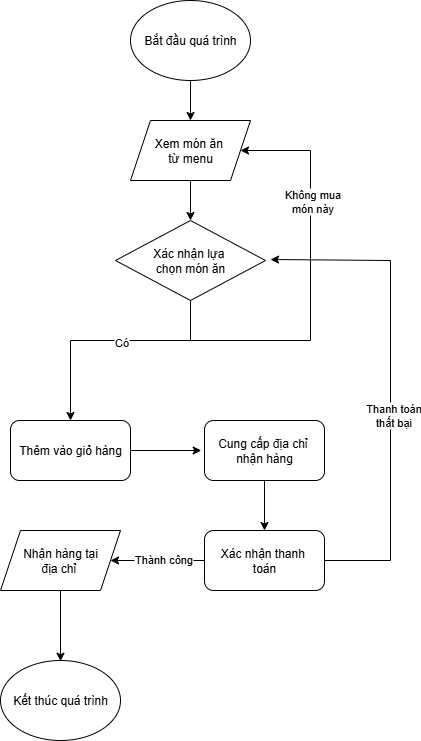 Bắt đầu quá trình
Xem món ăn
từ menu
Không mua
món này
Xác nhận lựa
chọn món ăn
Có
Thanh toán
thất bại
Thêm vào giỏ hàng
Cung cấp địa chỉ
nhận hàng
Nhận hàng tại
địa chỉ
Thành công
Xác nhận thanh
toán
Kết thúc quá trình